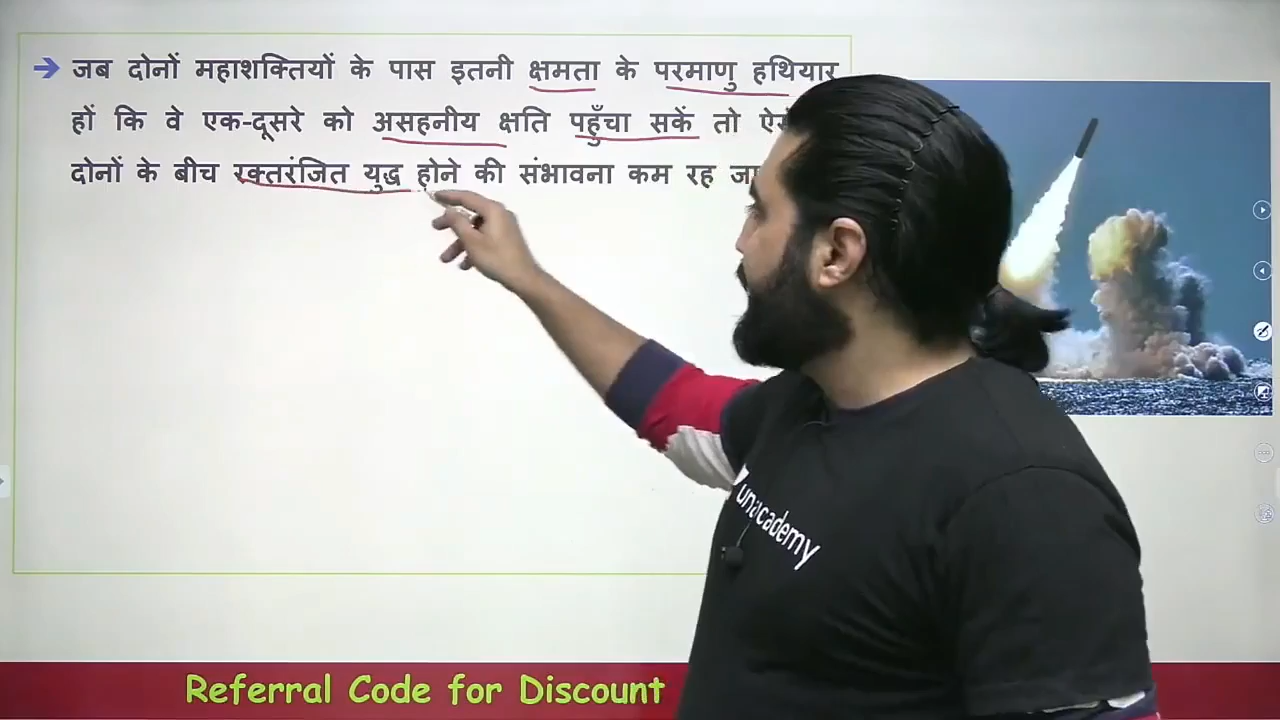 जब दोनों महाशक्तियों के पास इतनी क्षमता के परमाणु हथियार
हों कि वे एक-दूसरे को असहनीय क्षति पहुँचा सकें तो
दोनों के बीच रक्तरंजित युद्ध होने की संभावना कम रह
unacademy
Referral Code for Discount